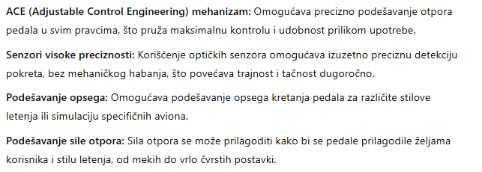 ACE (Adjustable Control Engineering) mehanizam: Omogućava precizno podešavanje otpora
pedala u svim pravcima, što pruža maksimalnu kontrolu i udobnost prilikom upotrebe.
Senzori visoke preciznosti: Korišćenje optičkih senzora omogućava izuzetno preciznu detekciju
pokreta, bez mehaničkog habanja, što povećava trajnost i tačnost dugoročno.
Podešavanje opsega: Omogućava podešavanje opsega kretanja pedala za različite stilove
letenja ili simulaciju specifičnih aviona.
Podešavanje sile otpora: Sila otpora se može prilagoditi kako bi se pedale prilagodile željama
korisnika i stilu letenja, od mekih do vrlo čvrstih postavki.